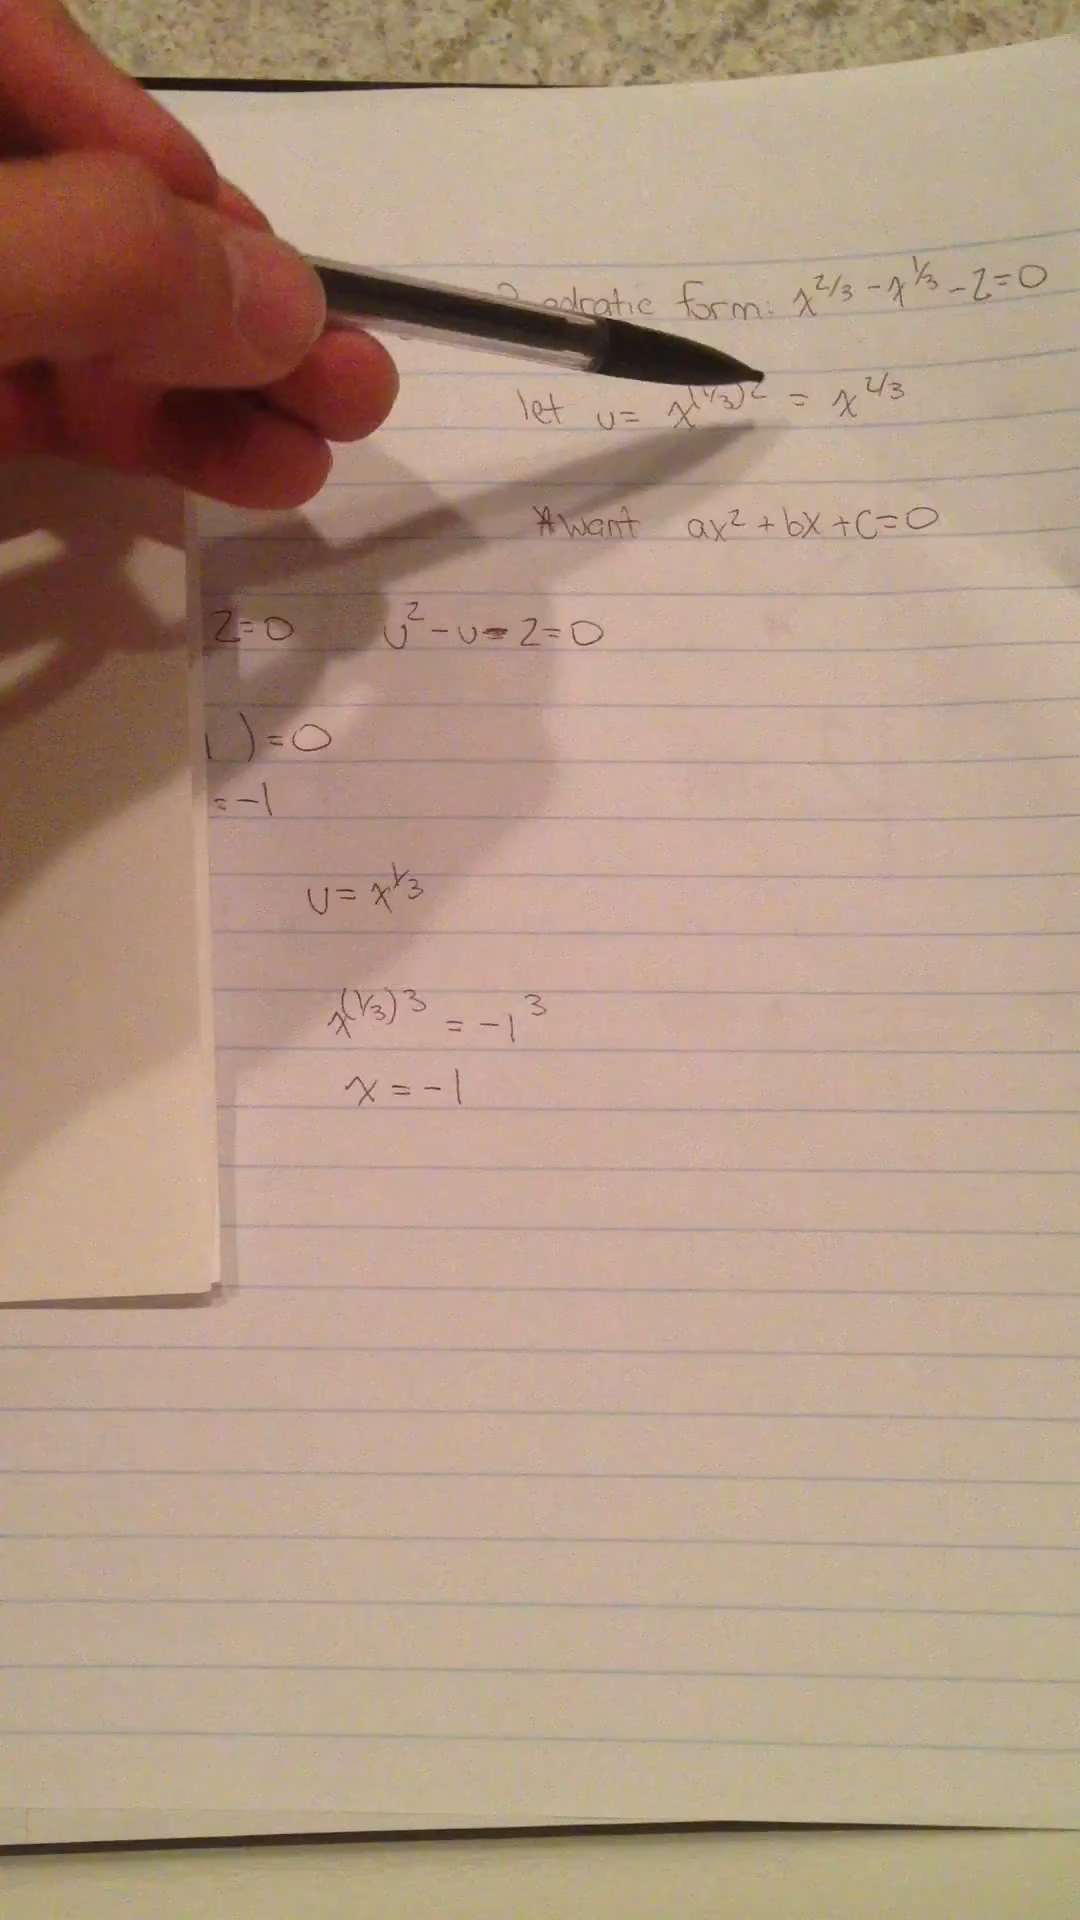 form: x^2/3 - x^1/3 - 2 = 0
let u = x^(1/3)2 = x^2/3
* want ax² + bx + c = 0
2=0 u² - u - 2 = 0
) = 0
= -1
u = x^1/3
x^(1/3)3 = -1³
x = -1